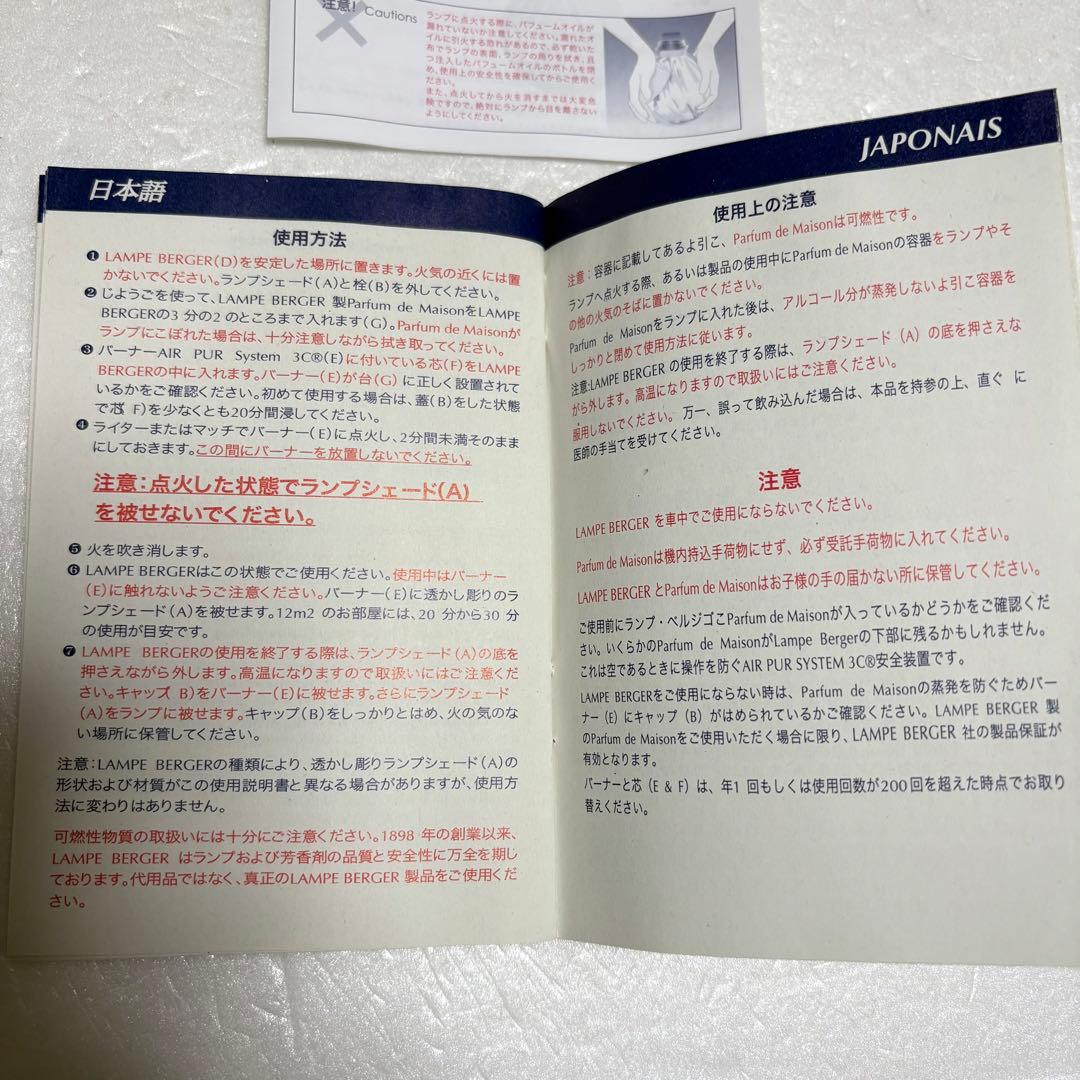 注意! Cautions
ランプに点火する際に、パフュームオイルが
漏れていないか注意してください。漏れたオ
イルに引火する恐れがあるので、必ず乾いた
布でランプの表面、ランプの周りを拭き、且
つ注入したパフュームオイルのボトルを閉
め、使用上の安全性を確保してからご使用く
ださい。
また、点火してから火を消すまでは大変危
険ですので、絶対にランプから目を離さない
ようにしてください。
日本語
使用方法
❶ LAMPE BERGER(D)を安定した場所に置きます。火気の近くには置
かないでください。ランプシェード(A)と栓(B)を外してください。
❷ じようごを使って、LAMPE BERGER 製Parfum de MaisonをLAMPE
BERGERの3 分の2 のところまで入れます(G)。Parfum de Maisonが
ランプにこぼれた場合は、十分注意しながら拭き取ってください。
❸ バーナーAIR PUR System 3C®(E)に付いている芯(F)をLAMPE
BERGERの中に入れます。バーナー(E)が台(G)に正しく設置されて
いるかをご確認ください。初めて使用する場合は、蓋(B)をした状態
で芯 F)を少なくとも20分間浸してください。
❹ ライターまたはマッチでバーナー(E)に点火し、2分間未満そのまま
にしておきます。この間にバーナーを放置しないでください。
注意：点火した状態でランプシェード(A)
を被せないでください。
❺ 火を吹き消します。
❻ LAMPE BERGERはこの状態でご使用ください。使用中はバーナー
(E)に触れないようご注意ください。バーナー(E)に透かし彫りのラ
ンプシェード(A)を被せます。12m2 のお部屋には、20 分から30 分
の使用が目安です。
❼ LAMPE BERGERの使用を終了する際は、ランプシェード(A)の底を
押さえながら外します。高温になりますので取扱いにはご注意くだ
さい。キャップ B)をバーナー(E)に被せます。さらにランプシェード
(A)をランプに被せます。キャップ(B)をしっかりとはめ、火の気のな
い場所に保管してください。
注意：LAMPE BERGERの種類により、透かし彫りランプシェード(A)の
形状および材質がこの使用説明書と異なる場合がありますが、使用方
法に変わりはありません。
可燃性物質の取扱いには十分にご注意ください。1898 年の創業以来、
LAMPE BERGER はランプおよび芳香剤の品質と安全性に万全を期し
ております。代用品ではなく、真正のLAMPE BERGER 製品をご使用くだ
さい。
JAPONAIS
使用上の注意
注意：容器に記載してあるよ引こ、Parfum de Maisonは可燃性です。
ランプへ点火する際、あるいは製品の使用中にParfum de Maisonの容器をランプやそ
の他の火気のそばに置かないでください。
Parfum de Maisonをランプに入れた後は、アルコール分が蒸発しないよ引こ容器を
しっかりと閉めて使用方法に従います。
注意:LAMPE BERGER の使用を終了する際は、ランプシェード（A）の底を押さえな
がら外します。高温になりますので取扱いにはご注意ください。
服用しないでください。万一、誤って飲み込んだ場合は、本品を持参の上、直ぐ に
医師の手当てを受けてください。
注意
LAMPE BERGER を車中でご使用にならないでください。
Parfum de Maisonは機内持込手荷物にせず、必ず受託手荷物に入れてください。
LAMPE BERGER とParfum de Maisonはお子様の手の届かない所に保管してください。
ご使用前にランプ・ベルジゴこParfum de Maisonが入っているかどうかをご確認くだ
さい。いくらかのParfum de MaisonがLampe Bergerの下部に残るかもしれません。
これは空であるときに操作を防ぐAIR PUR SYSTEM 3C®安全装置です。
LAMPE BERGERをご使用にならない時は、Parfum de Maisonの蒸発を防ぐためバー
ナー（E）にキャップ（B）がはめられているかご確認ください。LAMPE BERGER 製
のParfum de Maisonをご使用いただく場合に限り、LAMPE BERGER 社の製品保証が
有効となります。
バーナーと芯（E & F）は、年1 回もしくは使用回数が200 回を超えた時点でお取り
替えください。